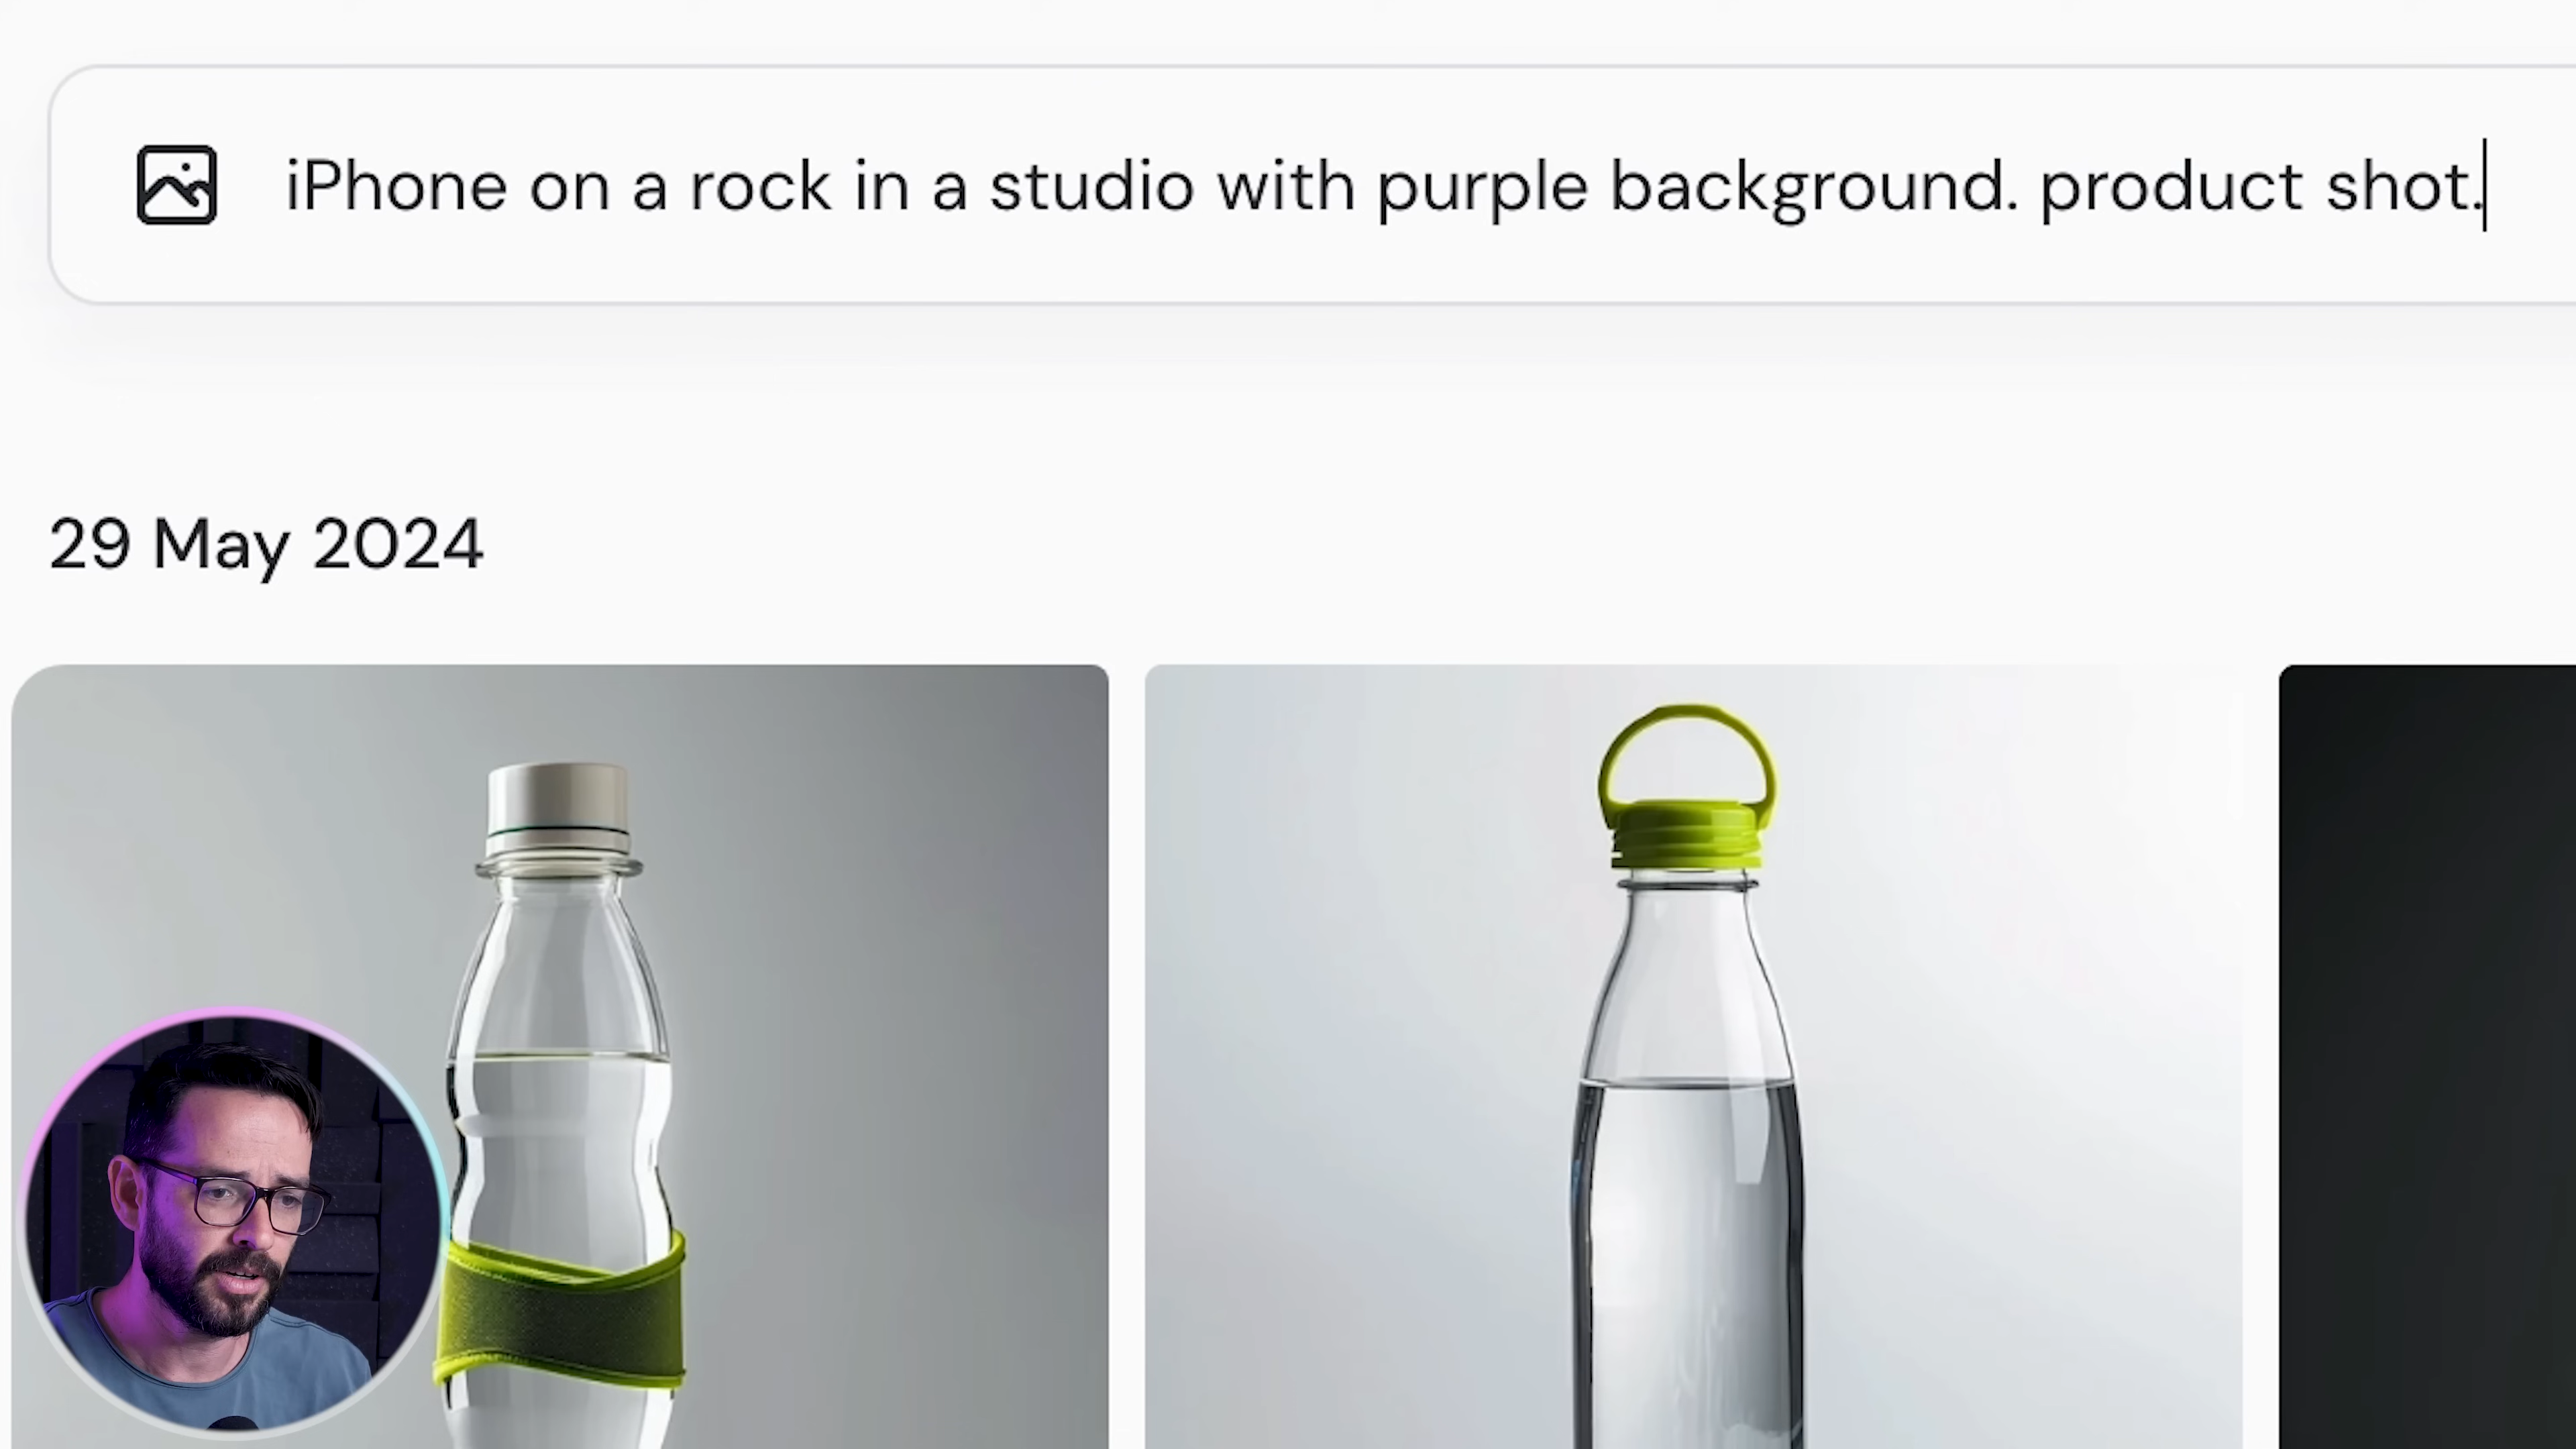 iPhone on a rock in a studio with purple background. product shot.
29 May 2024